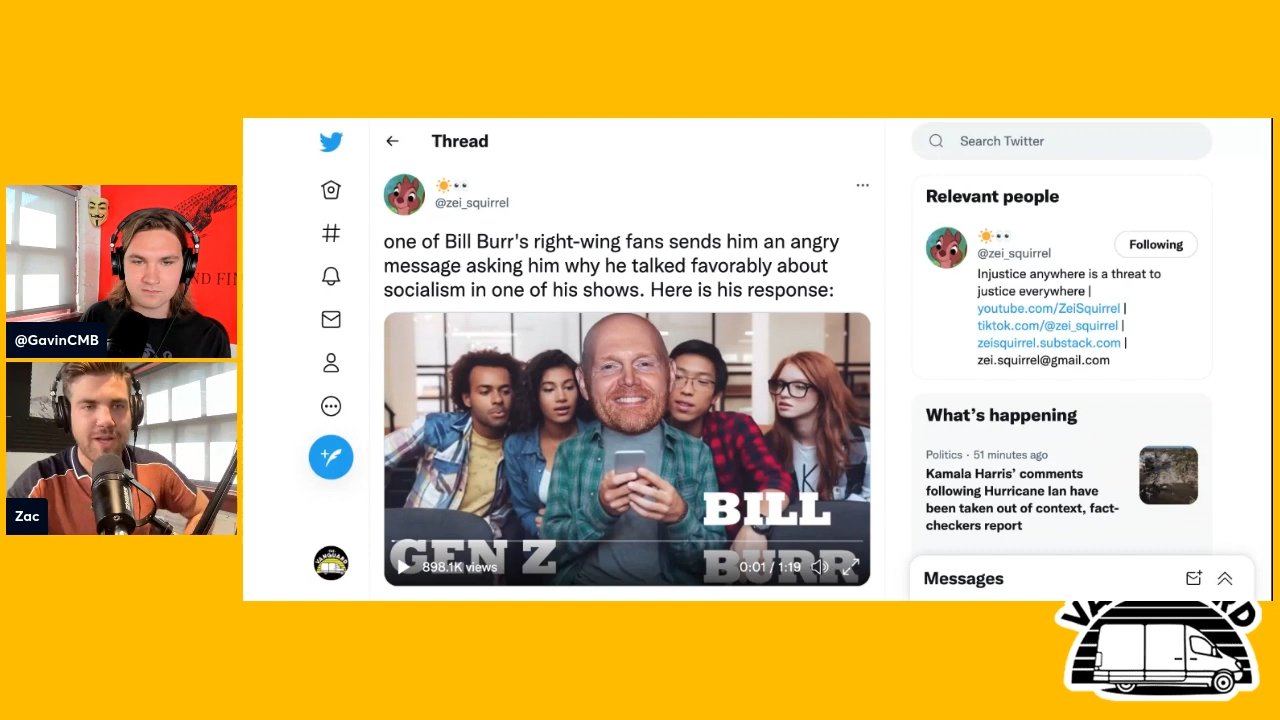 Thread
@zei_squirrel
one of Bill Burr's right-wing fans sends him an angry
message asking him why he talked favorably about
socialism in one of his shows. Here is his response:
BILL
GEN Z
BURR
898.1K views
0:01 / 1:19
Search Twitter
Relevant people
@zei_squirrel
Following
Injustice anywhere is a threat to
justice everywhere |
youtube.com/ZeiSquirrel |
tiktok.com/@zei_squirrel |
zeisquirrel.substack.com |
zei.squirrel@gmail.com
What's happening
Politics · 51 minutes ago
Kamala Harris' comments
following Hurricane Ian have
been taken out of context, fact-
checkers report
Messages
@GavinCMB
Zac
THE
VANGUARD